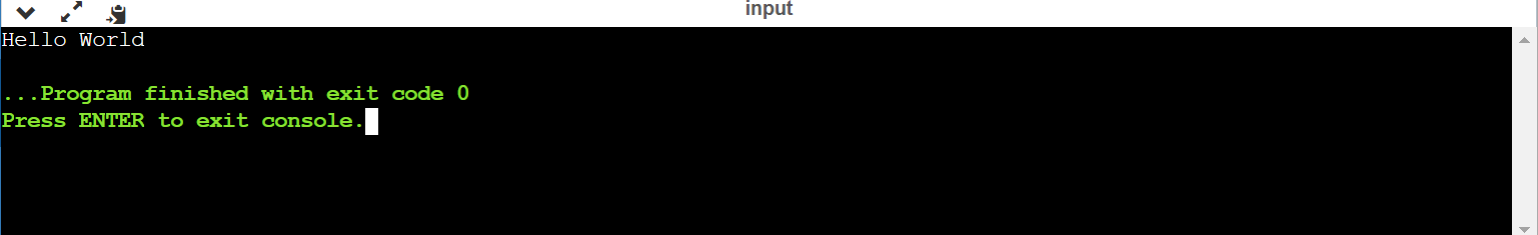 input
Hello World
...Program finished with exit code 0
Press ENTER to exit console.